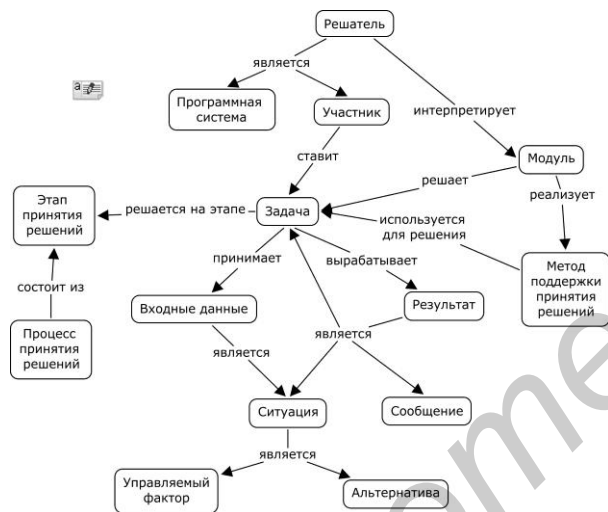 Решатель
является
a
Программная
система
Участник
интерпретирует
ставит
Модуль
решает
реализует
Этап
принятия
решений
решается на этапе
Задача
используется
для решения
принимает
вырабатывает
Метод
поддержки
принятия
решений
состоит из
Входные данные
Результат
Процесс
принятия
решений
является
является
Ситуация
Сообщение
является
Управляемый
фактор
Альтернатива
ame